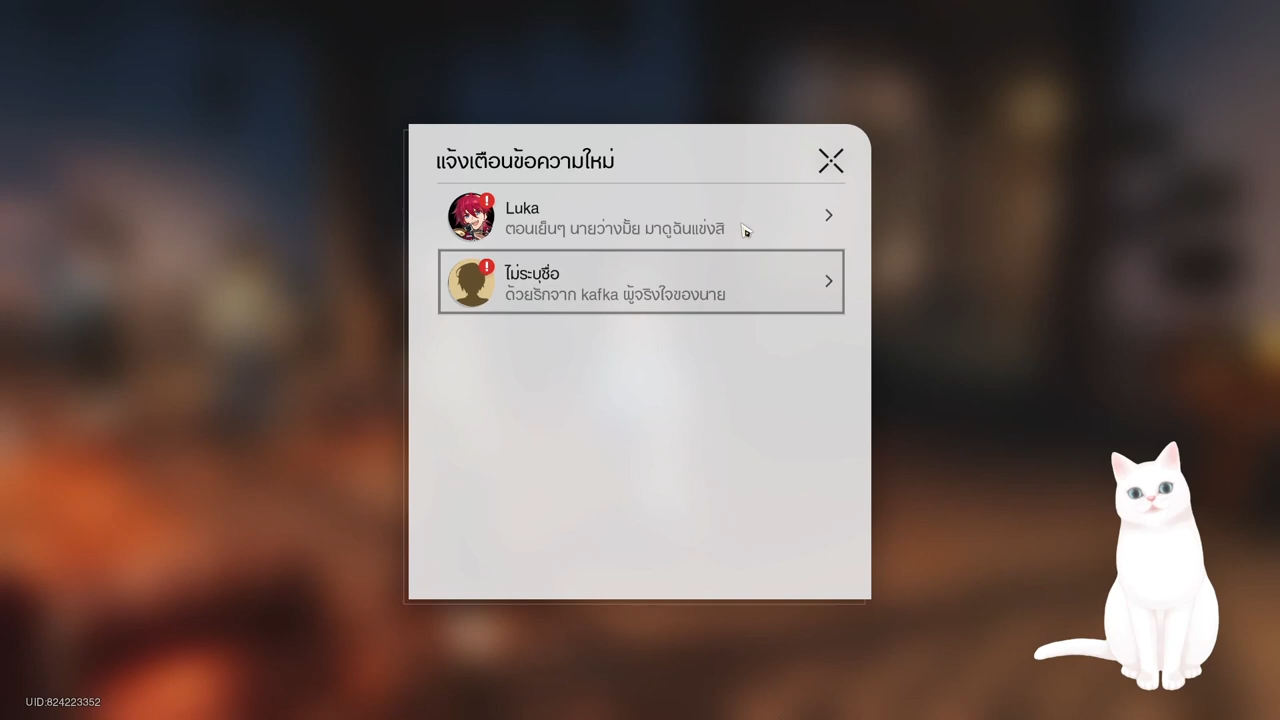 แจ้งเตือนข้อความใหม่
Luka
ตอนเย็นๆ นายว่างมั้ย มาดูฉันแข่งสิ
ไม่ระบุชื่อ
ด้วยรักจาก kafka ผู้จริงใจของนาย
UID:824223352